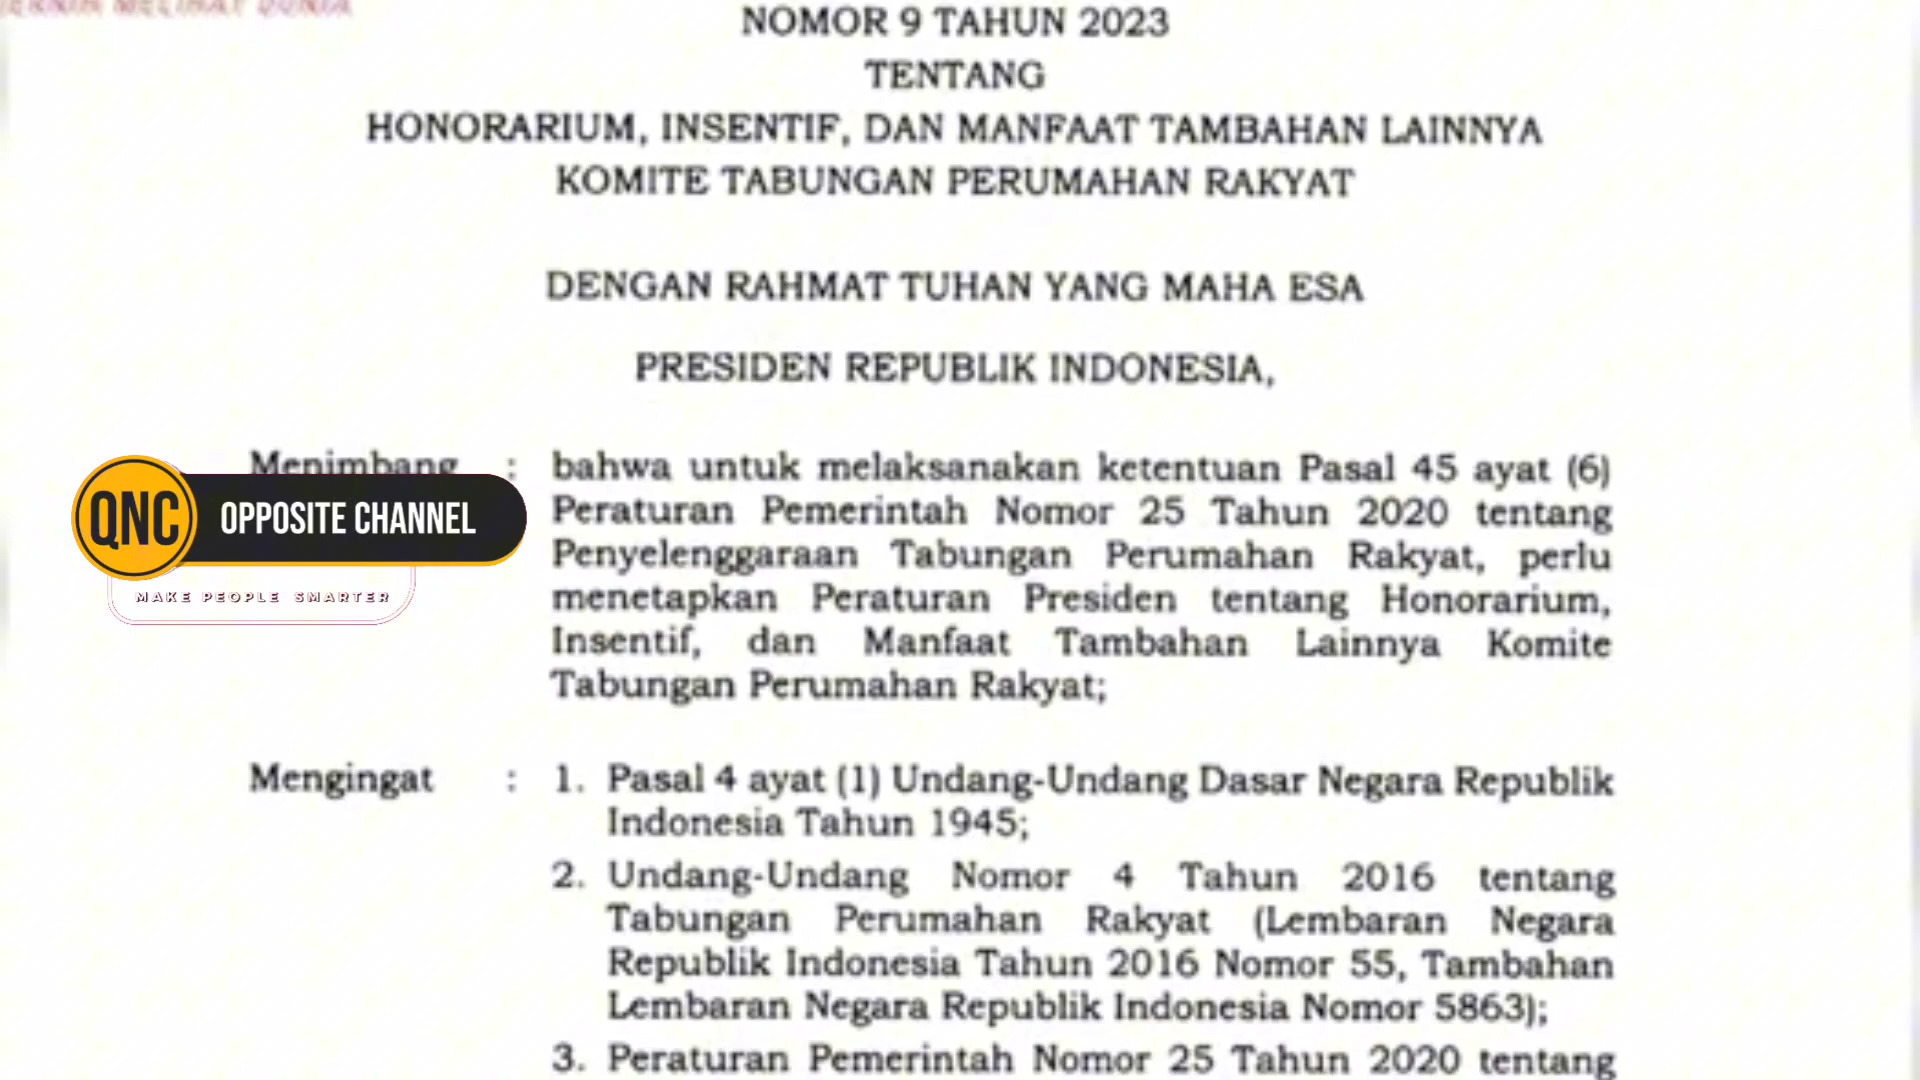 JERNIH MELIHAT DUNIA
NOMOR 9 TAHUN 2023
TENTANG
HONORARIUM, INSENTIF, DAN MANFAAT TAMBAHAN LAINNYA
KOMITE TABUNGAN PERUMAHAN RAKYAT
DENGAN RAHMAT TUHAN YANG MAHA ESA
PRESIDEN REPUBLIK INDONESIA,
Menimbang : bahwa untuk melaksanakan ketentuan Pasal 45 ayat (6)
Peraturan Pemerintah Nomor 25 Tahun 2020 tentang
Penyelenggaraan Tabungan Perumahan Rakyat, perlu
menetapkan Peraturan Presiden tentang Honorarium,
Insentif, dan Manfaat Tambahan Lainnya Komite
Tabungan Perumahan Rakyat;
QNC OPPOSITE CHANNEL
MAKE PEOPLE SMARTER
Mengingat : 1. Pasal 4 ayat (1) Undang-Undang Dasar Negara Republik
Indonesia Tahun 1945;
2. Undang-Undang Nomor 4 Tahun 2016 tentang
Tabungan Perumahan Rakyat (Lembaran Negara
Republik Indonesia Tahun 2016 Nomor 55, Tambahan
Lembaran Negara Republik Indonesia Nomor 5863);
3. Peraturan Pemerintah Nomor 25 Tahun 2020 tentang